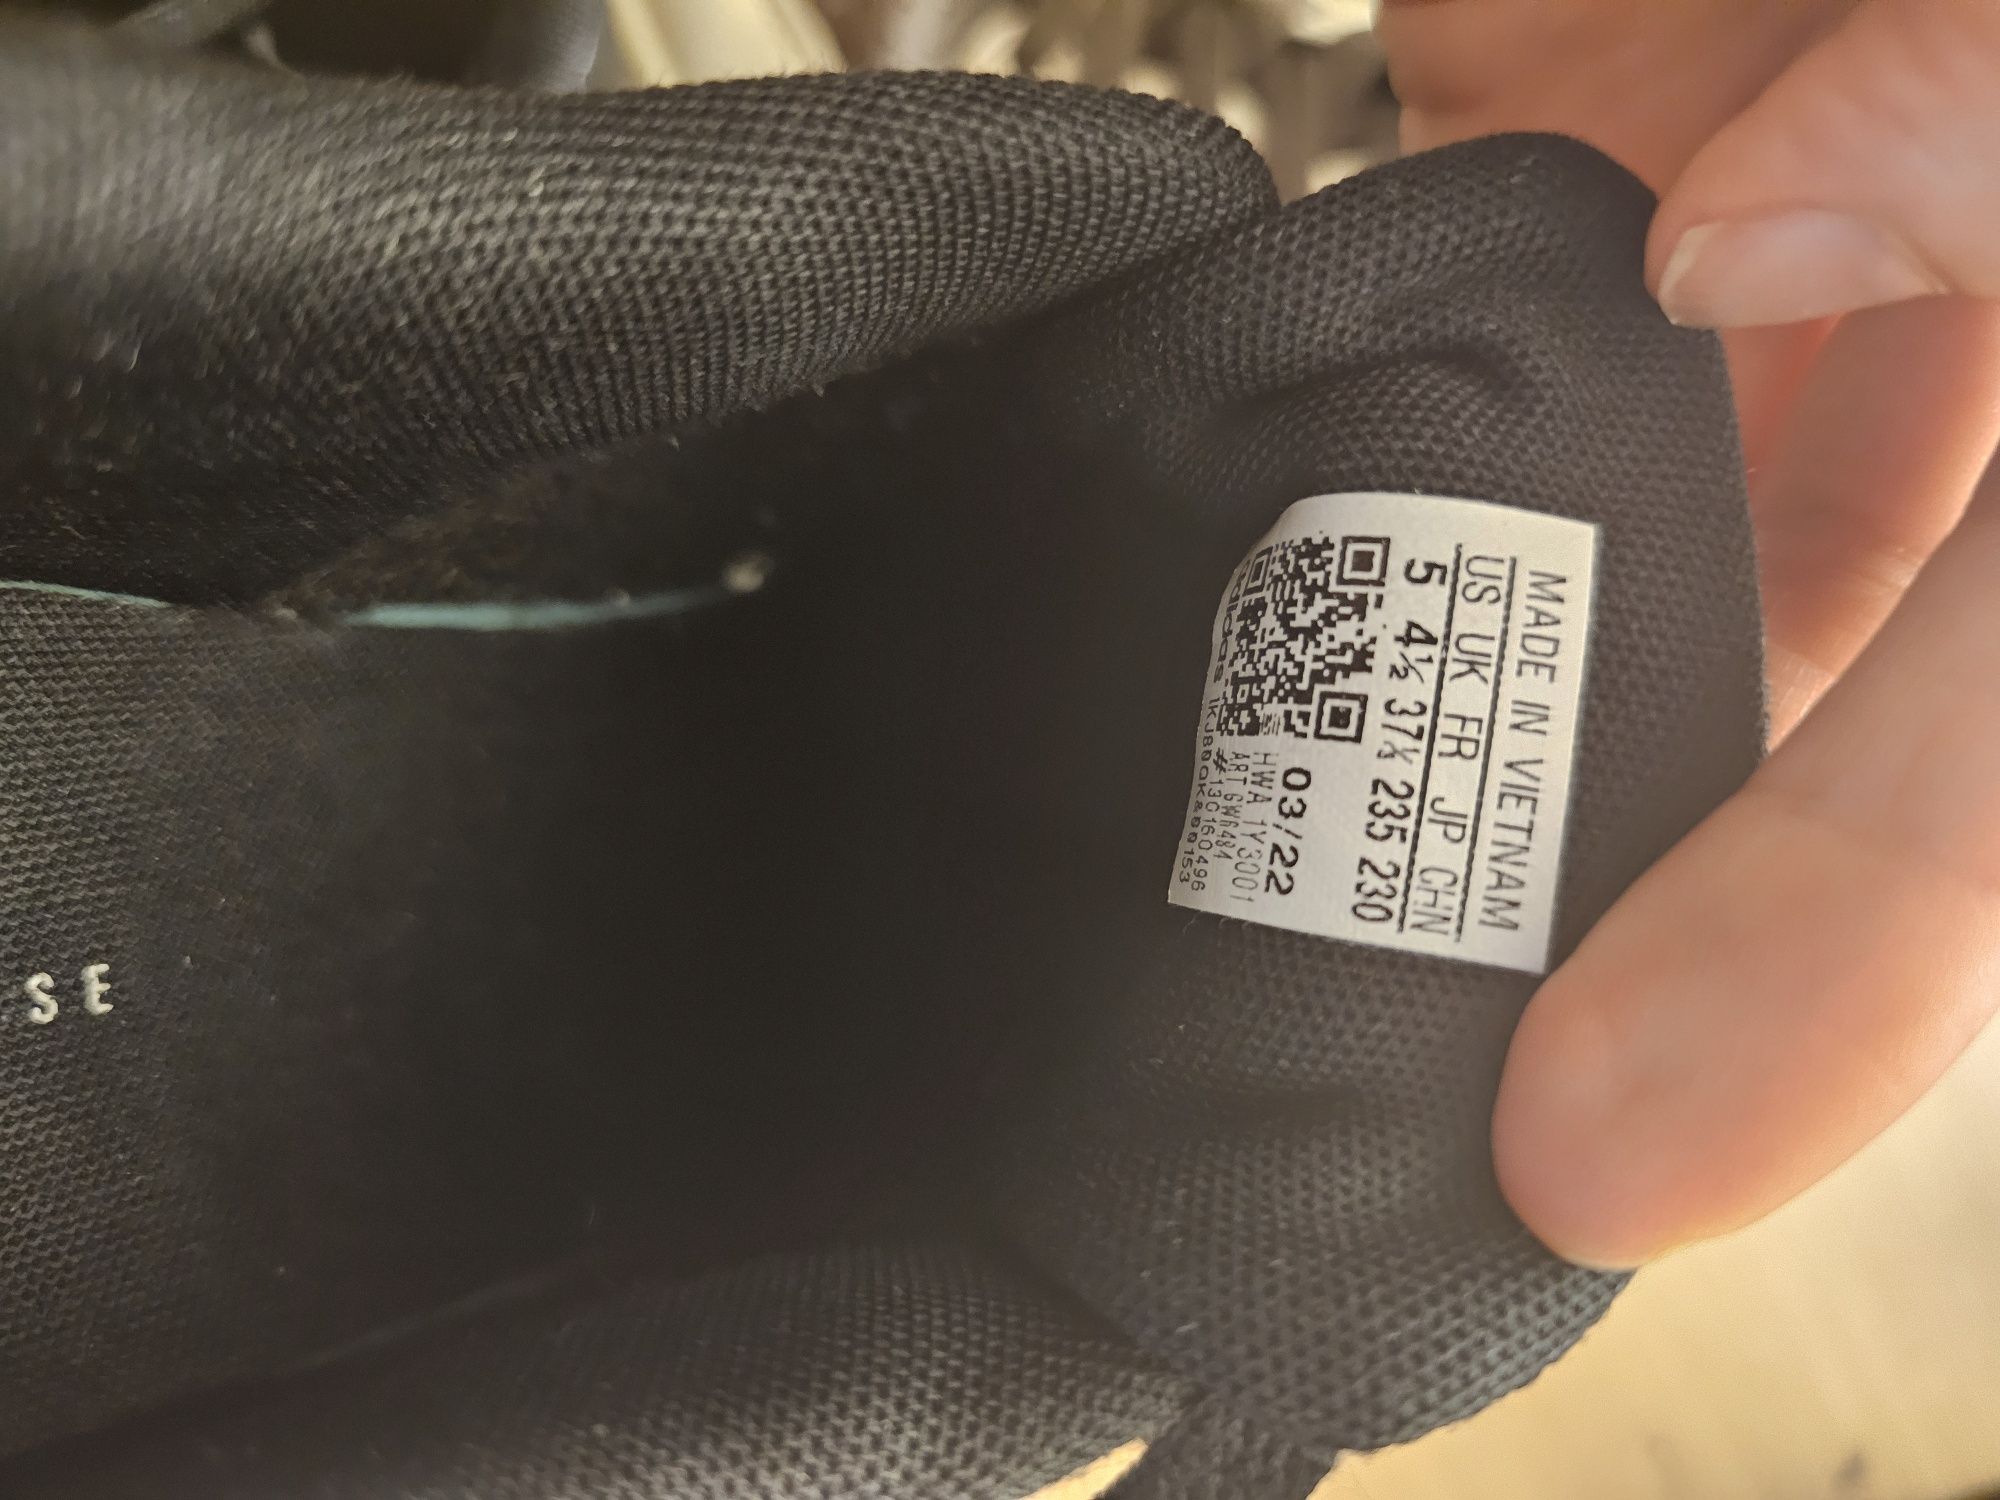 MADE IN VIETNAM
US UK FR JP CHN
5 4½ 37⅓ 235 230
03/22
HWA 1Y3001
ART GW6484
#13C160496
adidas
SE